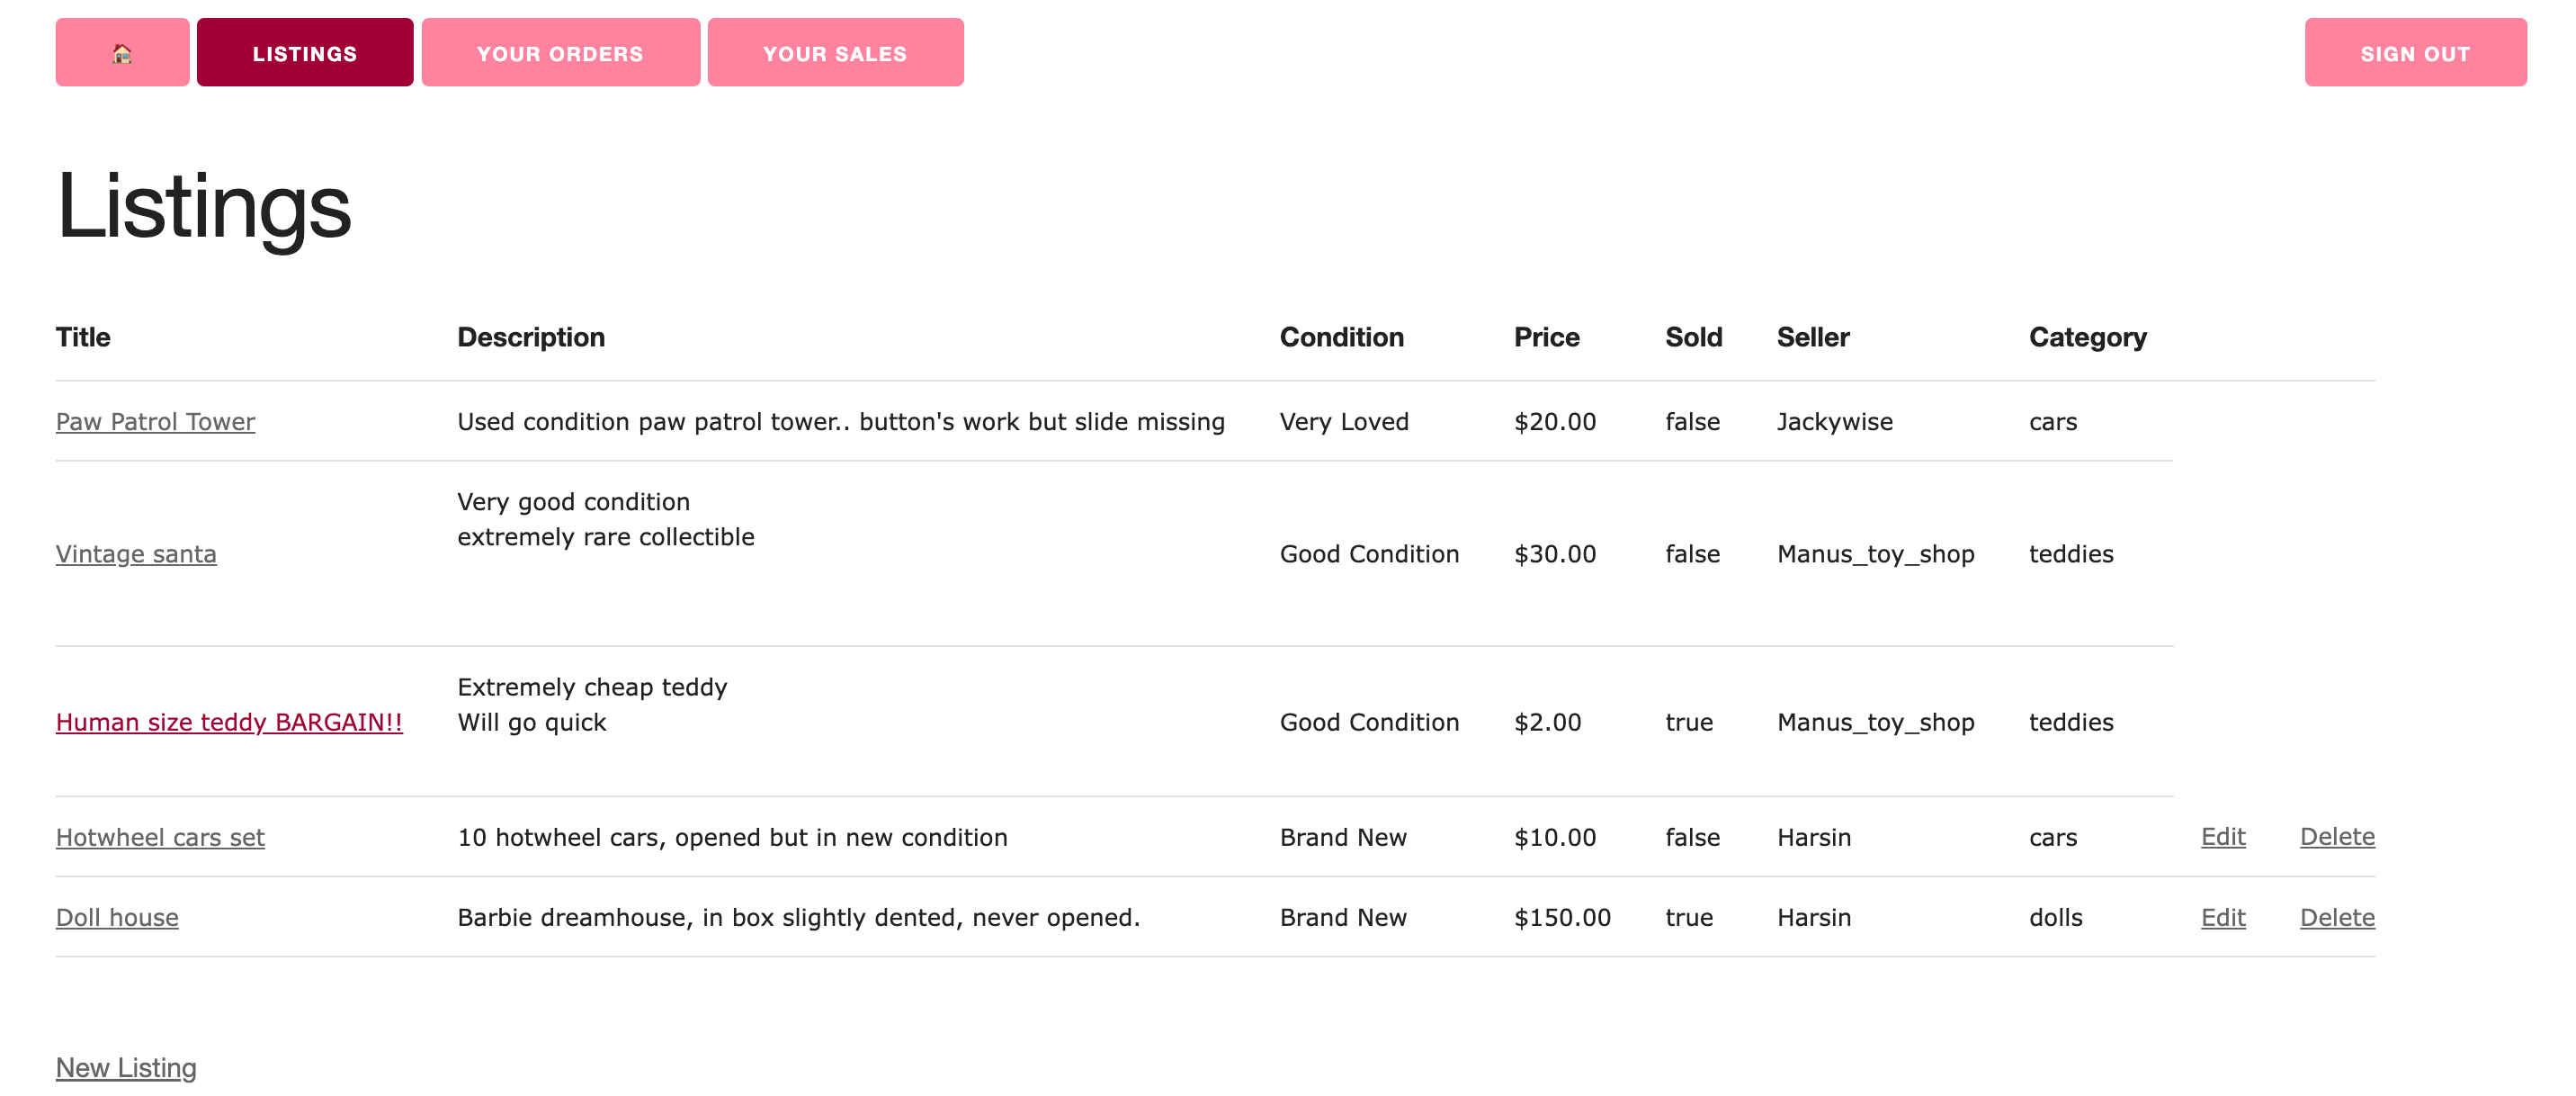 LISTINGS YOUR ORDERS YOUR SALES SIGN OUT
Listings
Title Description Condition Price Sold Seller Category
Paw Patrol Tower Used condition paw patrol tower.. button's work but slide missing Very Loved $20.00 false Jackywise cars
Very good condition
extremely rare collectible
Vintage santa Good Condition $30.00 false Manus_toy_shop teddies
Extremely cheap teddy
Human size teddy BARGAIN!! Will go quick Good Condition $2.00 true Manus_toy_shop teddies
Hotwheel cars set 10 hotwheel cars, opened but in new condition Brand New $10.00 false Harsin cars Edit Delete
Doll house Barbie dreamhouse, in box slightly dented, never opened. Brand New $150.00 true Harsin dolls Edit Delete
New Listing